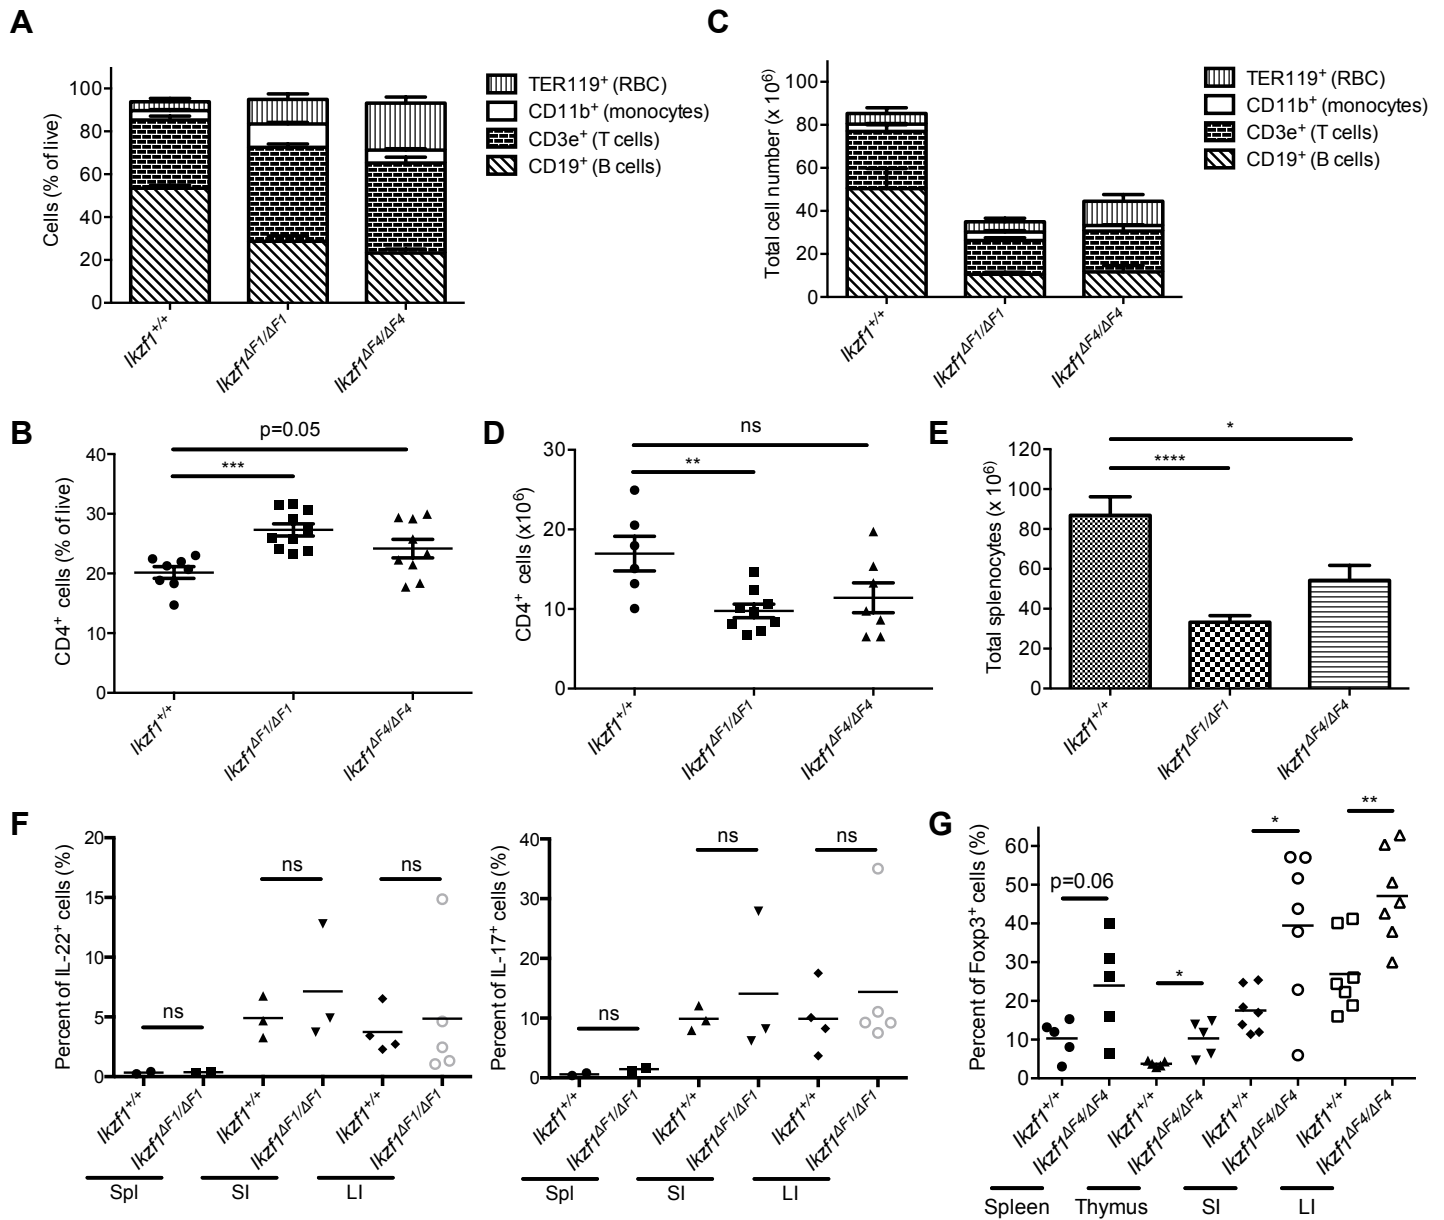 A
Cells (% of live)
100
80
60
40
20
0
Ikzf1+/+
Ikzf1ΔF1/ΔF1
Ikzf1ΔF4/ΔF4
TER119+ (RBC)
CD11b+ (monocytes)
CD3e+ (T cells)
CD19+ (B cells)
C
Total cell number (x 10⁶)
100
80
60
40
20
0
Ikzf1+/+
Ikzf1ΔF1/ΔF1
Ikzf1ΔF4/ΔF4
TER119+ (RBC)
CD11b+ (monocytes)
CD3e+ (T cells)
CD19+ (B cells)
B
CD4+ cells (% of live)
40
30
20
10
0
p=0.05
***
Ikzf1+/+
Ikzf1ΔF1/ΔF1
Ikzf1ΔF4/ΔF4
D
CD4+ cells (x10⁶)
30
20
10
0
ns
**
Ikzf1+/+
Ikzf1ΔF1/ΔF1
Ikzf1ΔF4/ΔF4
E
Total splenocytes (x 10⁶)
120
100
80
60
40
20
0
*
****
Ikzf1+/+
Ikzf1ΔF1/ΔF1
Ikzf1ΔF4/ΔF4
F
Percent of IL-22+ cells (%)
20
15
10
5
0
ns
ns
ns
Ikzf1+/+
Ikzf1ΔF1/ΔF1
Ikzf1+/+
Ikzf1ΔF1/ΔF1
Ikzf1+/+
Ikzf1ΔF1/ΔF1
Spl
SI
LI
Percent of IL-17+ cells (%)
40
30
20
10
0
ns
ns
ns
Ikzf1+/+
Ikzf1ΔF1/ΔF1
Ikzf1+/+
Ikzf1ΔF1/ΔF1
Ikzf1+/+
Ikzf1ΔF1/ΔF1
Spl
SI
LI
G
Percent of Foxp3+ cells (%)
60
50
40
30
20
10
0
p=0.06
*
*
**
Ikzf1+/+
Ikzf1ΔF4/ΔF4
Ikzf1+/+
Ikzf1ΔF4/ΔF4
Ikzf1+/+
Ikzf1ΔF4/ΔF4
Ikzf1+/+
Ikzf1ΔF4/ΔF4
Spleen
Thymus
SI
LI